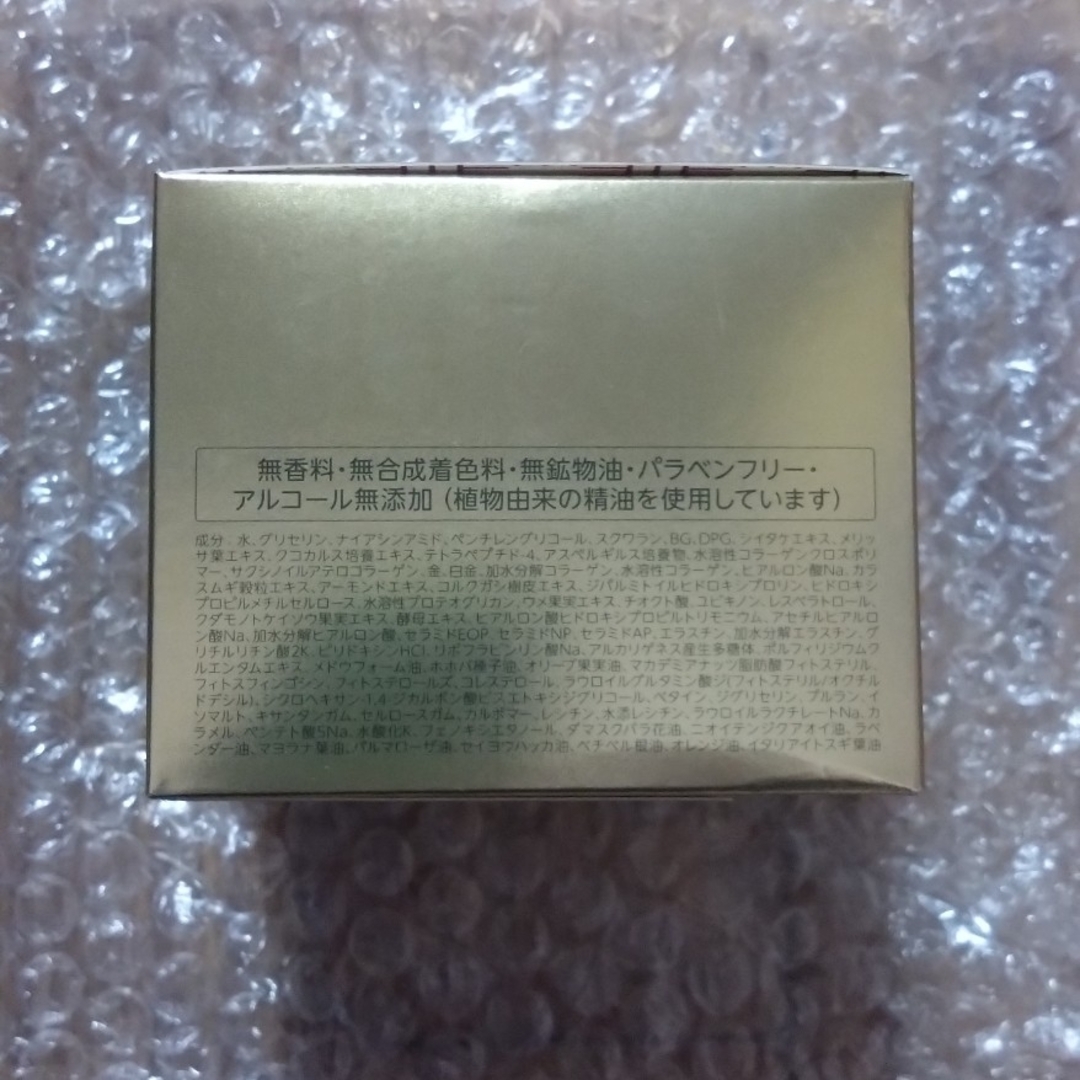 無香料・無合成着色料・無鉱物油・パラベンフリー・
アルコール無添加（植物由来の精油を使用しています）
成分：水、グリセリン、ナイアシンアミド、ペンチレングリコール、スクワラン、BG、DPG、シイタケエキス、メリッ
サ葉エキス、クコカルス培養エキス、テトラペプチド-4、アスペルギルス培養物、水溶性コラーゲンクロスポリ
マー、サクシノイルアテロコラーゲン、金、白金、加水分解コラーゲン、水溶性コラーゲン、ヒアルロン酸Na、カラ
スムギ穀粒エキス、アーモンドエキス、コルクガシ樹皮エキス、ジパルミトイルヒドロキシプロリン、ヒドロキシ
プロピルメチルセルロース、水溶性プロテオグリカン、ウメ果実エキス、チオクト酸、ユビキノン、レスベラトロール、
クダモノトケイソウ果実エキス、酵母エキス、ヒアルロン酸ヒドロキシプロピルトリモニウム、アセチルヒアルロ
ン酸Na、加水分解ヒアルロン酸、セラミドEOP、セラミドNP、セラミドAP、エラスチン、加水分解エラスチン、グ
リチルリチン酸2K、ピリドキシンHCl、リボフラビンリン酸Na、アルカリゲネス産生多糖体、ポルフィリジウムク
ルエンタムエキス、メドウフォーム油、ホホバ種子油、オリーブ果実油、マカデミアナッツ脂肪酸フィトステリル、
フィトスフィンゴシン、フィトステロールズ、コレステロール、ラウロイルグルタミン酸ジ(フィトステリル/オクチル
ドデシル)、シクロヘキサン-1,4-ジカルボン酸ビスエトキシジグリコール、ベタイン、ジグリセリン、プルラン、イ
ソマルト、キサンタンガム、セルロースガム、カルボマー、レシチン、水添レシチン、ラウロイルラクチレートNa、カ
ラメル、ペンテト酸5Na、水酸化K、フェノキシエタノール、ダマスクバラ花油、ニオイテンジクアオイ油、ラベ
ンダー油、マヨラナ葉油、パルマローザ油、セイヨウハッカ油、ベチベル根油、オレンジ油、イタリアイトスギ葉油